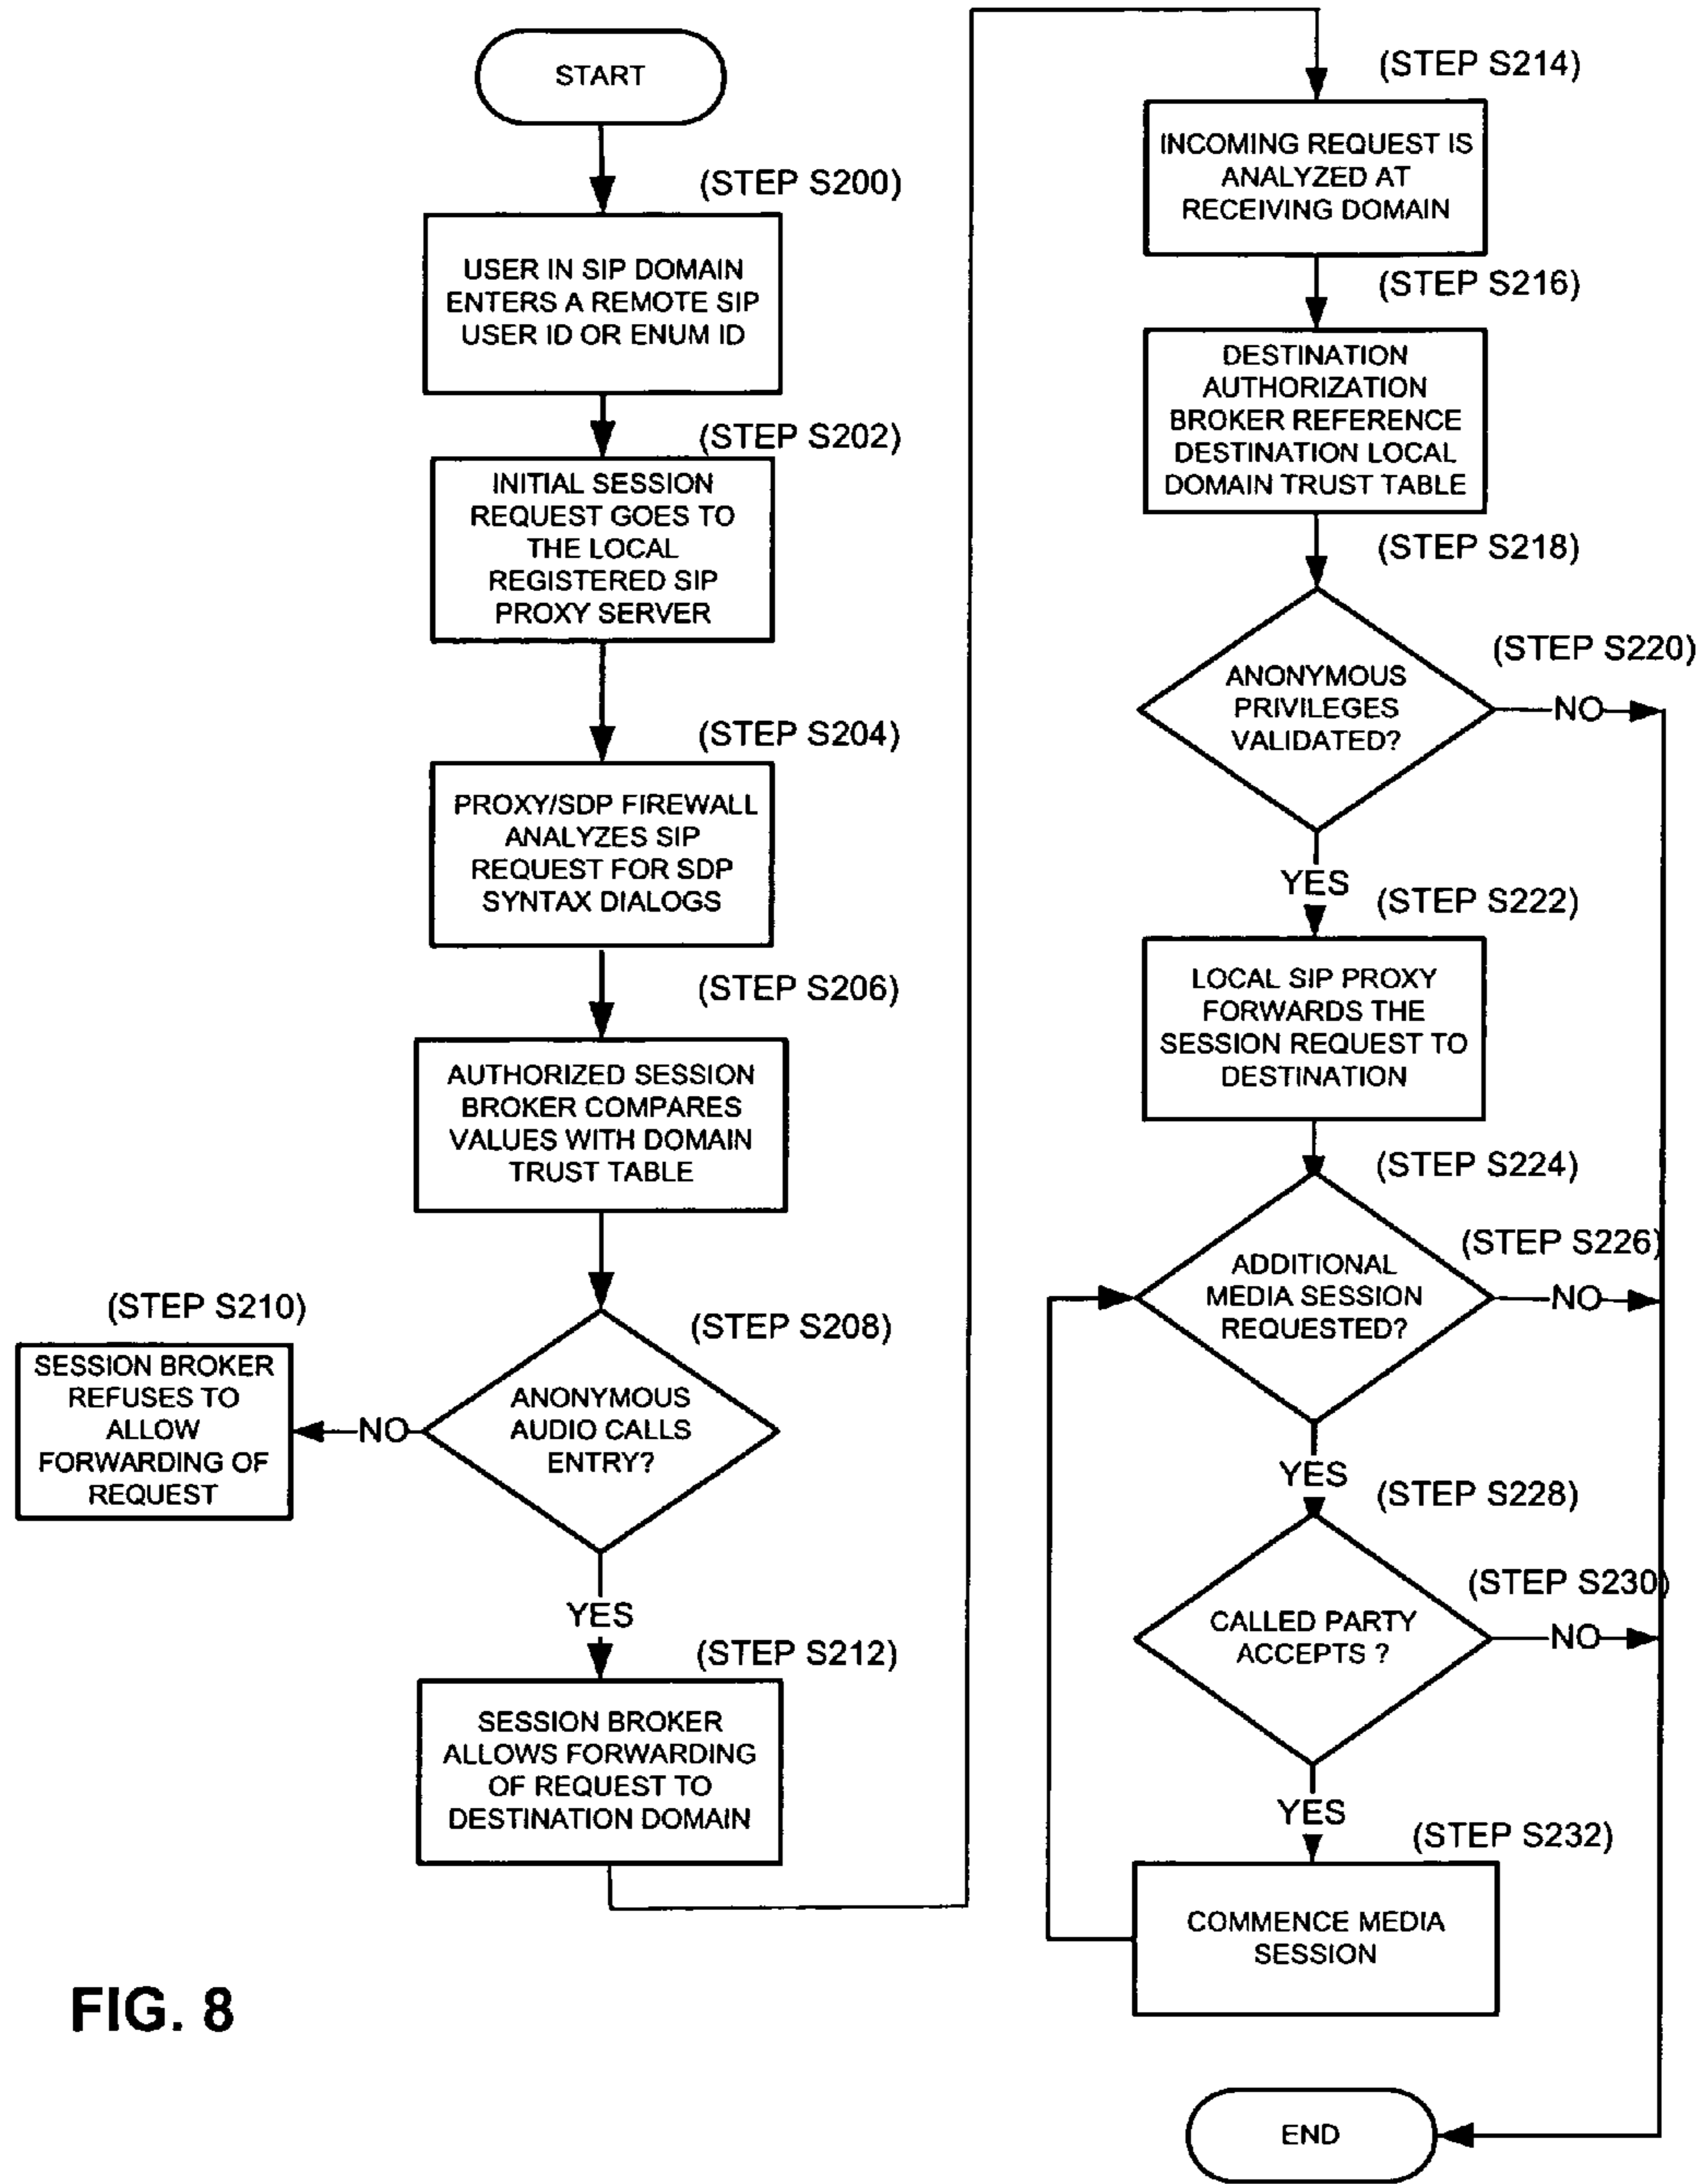 START
(STEP S200)
USER IN SIP DOMAIN
ENTERS A REMOTE SIP
USER ID OR ENUM ID
(STEP S202)
INITIAL SESSION
REQUEST GOES TO
THE LOCAL
REGISTERED SIP
PROXY SERVER
(STEP S204)
PROXY/SDP FIREWALL
ANALYZES SIP
REQUEST FOR SDP
SYNTAX DIALOGS
(STEP S206)
AUTHORIZED SESSION
BROKER COMPARES
VALUES WITH DOMAIN
TRUST TABLE
(STEP S208)
ANONYMOUS
AUDIO CALLS
ENTRY?
NO
(STEP S210)
SESSION BROKER
REFUSES TO
ALLOW
FORWARDING OF
REQUEST
YES
(STEP S212)
SESSION BROKER
ALLOWS FORWARDING
OF REQUEST TO
DESTINATION DOMAIN
(STEP S214)
INCOMING REQUEST IS
ANALYZED AT
RECEIVING DOMAIN
(STEP S216)
DESTINATION
AUTHORIZATION
BROKER REFERENCE
DESTINATION LOCAL
DOMAIN TRUST TABLE
(STEP S218)
ANONYMOUS
PRIVILEGES
VALIDATED?
(STEP S220)
NO
YES
(STEP S222)
LOCAL SIP PROXY
FORWARDS THE
SESSION REQUEST TO
DESTINATION
(STEP S224)
ADDITIONAL
MEDIA SESSION
REQUESTED?
(STEP S226)
NO
YES
(STEP S228)
CALLED PARTY
ACCEPTS ?
(STEP S230)
NO
YES
(STEP S232)
COMMENCE MEDIA
SESSION
END
FIG. 8